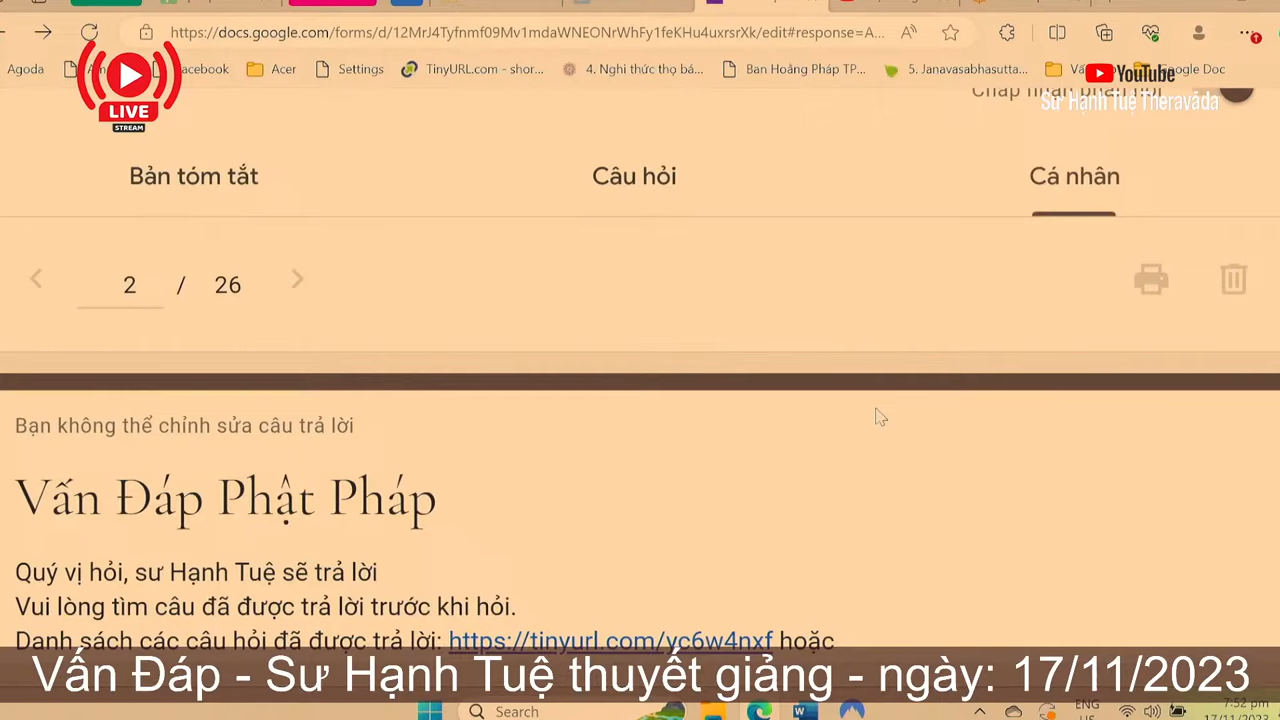 https://docs.google.com/forms/d/12MrJ4Tyfnmf09Mv1mdaWNEONrWhFy1feKHu4uxrsrXk/edit#response=A...
Agoda
acebook
Acer
Settings
TinyURL.com - shor...
4. Nghi thức thọ bá...
Ban Hoằng Pháp TP...
5. Janavasabhasutta...
Google Doc
YouTube
Chấp nhận phản hồi
Sư Hạnh Tuệ Theravāda
LIVE
STREAM
Bản tóm tắt
Câu hỏi
Cá nhân
2 / 26
Bạn không thể chỉnh sửa câu trả lời
Vấn Đáp Phật Pháp
Quý vị hỏi, sư Hạnh Tuệ sẽ trả lời
Vui lòng tìm câu đã được trả lời trước khi hỏi.
Danh sách các câu hỏi đã được trả lời: https://tinyurl.com/yc6w4nxf hoặc
Vấn Đáp - Sư Hạnh Tuệ thuyết giảng - ngày: 17/11/2023
Search
ENG
US
7:52 pm
17/11/2023